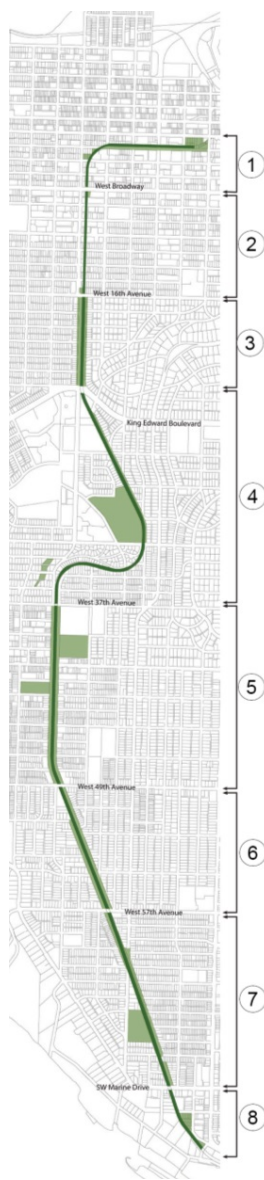 1
West Broadway
2
West 16th Avenue
3
King Edward Boulevard
4
West 37th Avenue
5
West 49th Avenue
6
West 57th Avenue
7
SW Marine Drive
8